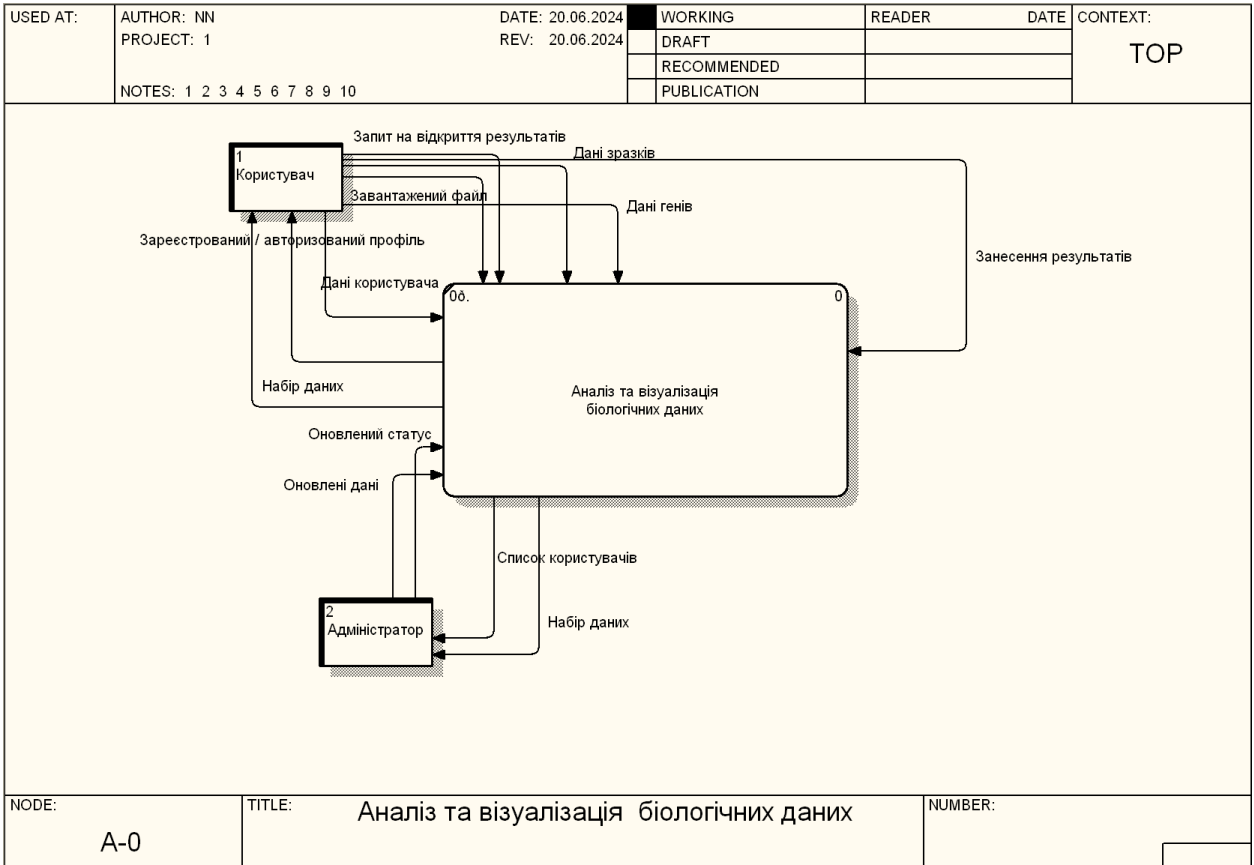 USED AT:
AUTHOR: NN
DATE: 20.06.2024
WORKING
READER
DATE
CONTEXT:
PROJECT: 1
REV: 20.06.2024
DRAFT
TOP
RECOMMENDED
NOTES: 1 2 3 4 5 6 7 8 9 10
PUBLICATION
Запит на відкриття результатів
Дані зразків
1
Користувач
Завантажений файл
Дані генів
Зареєстрований / авторизований профіль
Занесення результатів
Дані користувача
0ð.
0
Набір даних
Аналіз та візуалізація
біологічних даних
Оновлений статус
Оновлені дані
Список користувачів
2
Адміністратор
Набір даних
NODE:
TITLE:
Аналіз та візуалізація біологічних даних
NUMBER:
A-0